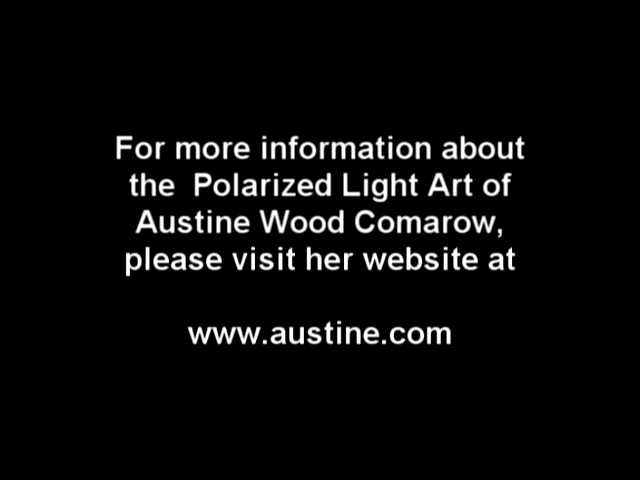 For more information about
the  Polarized Light Art of
Austine Wood Comarow,
please visit her website at
www.austine.com